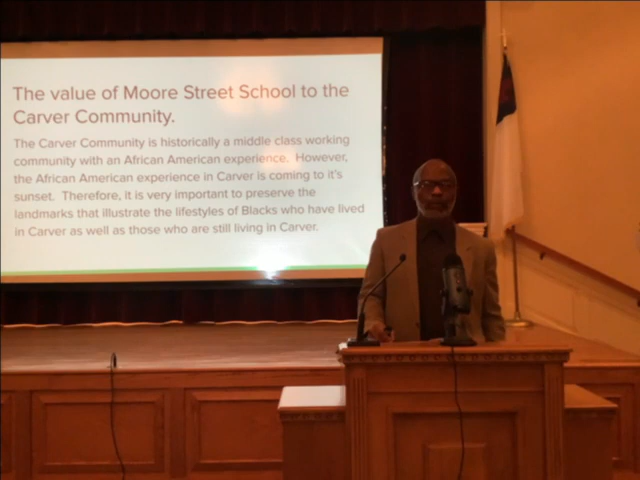 The value of Moore Street School to the
Carver Community.
The Carver Community is historically a middle class working
community with an African American experience. However,
the African American experience in Carver is coming to it's
sunset. Therefore, it is very important to preserve the
landmarks that illustrate the lifestyles of Blacks who have lived
in Carver as well as those who are still living in Carver.